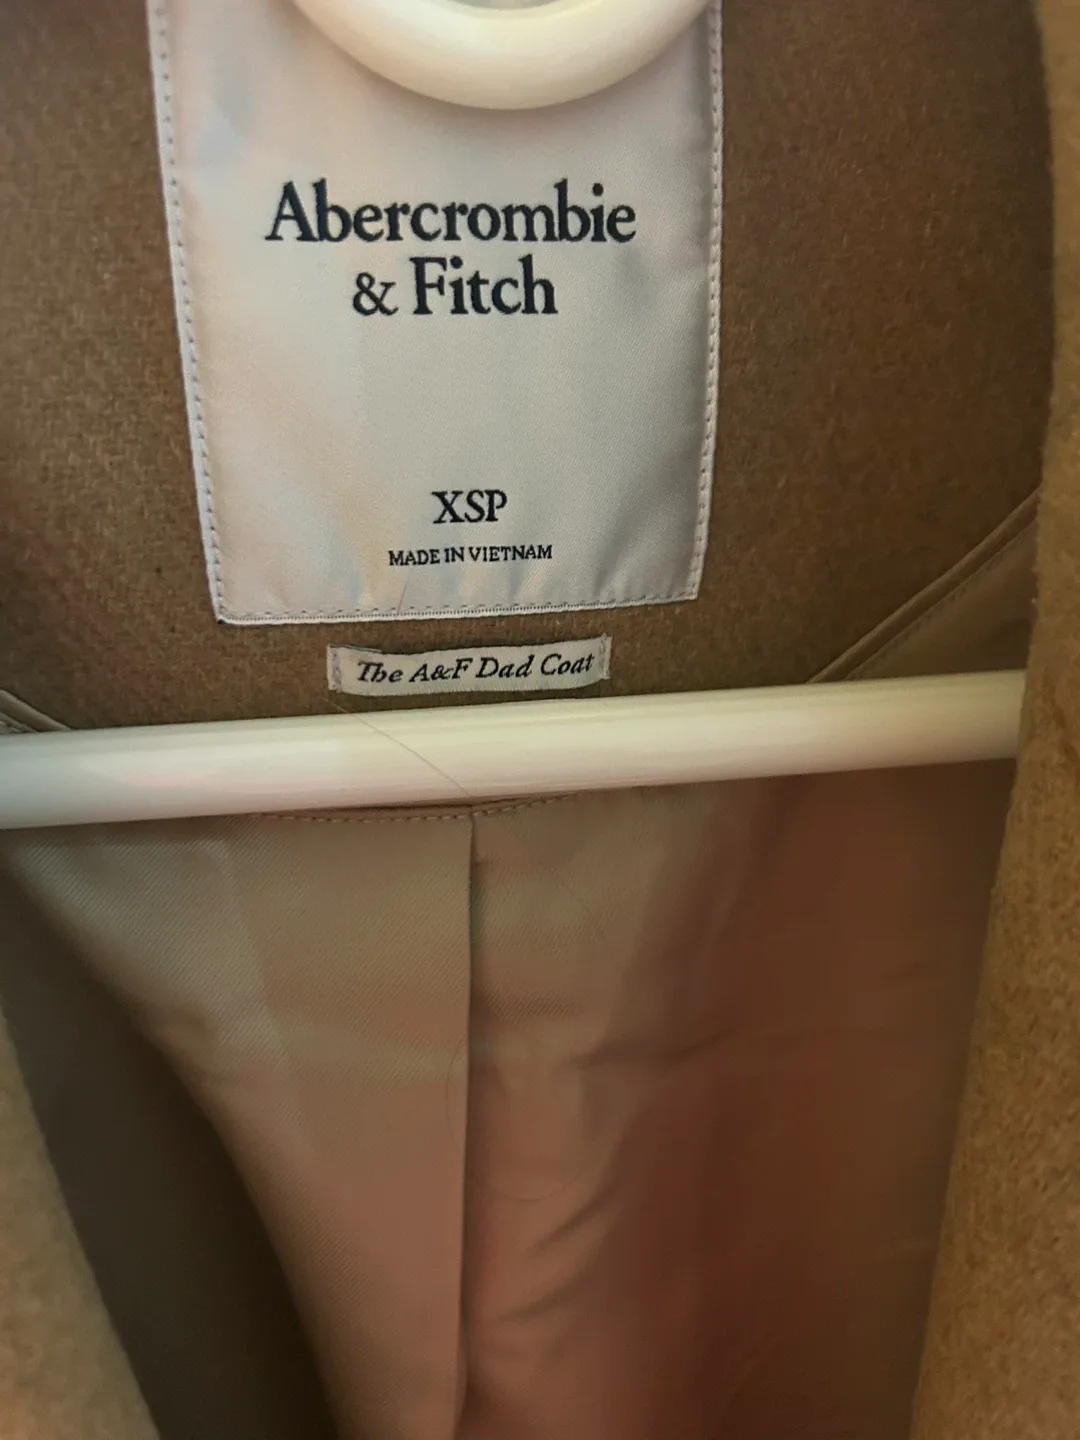 Abercrombie
& Fitch
XSP
MADE IN VIETNAM
The A&F Dad Coat